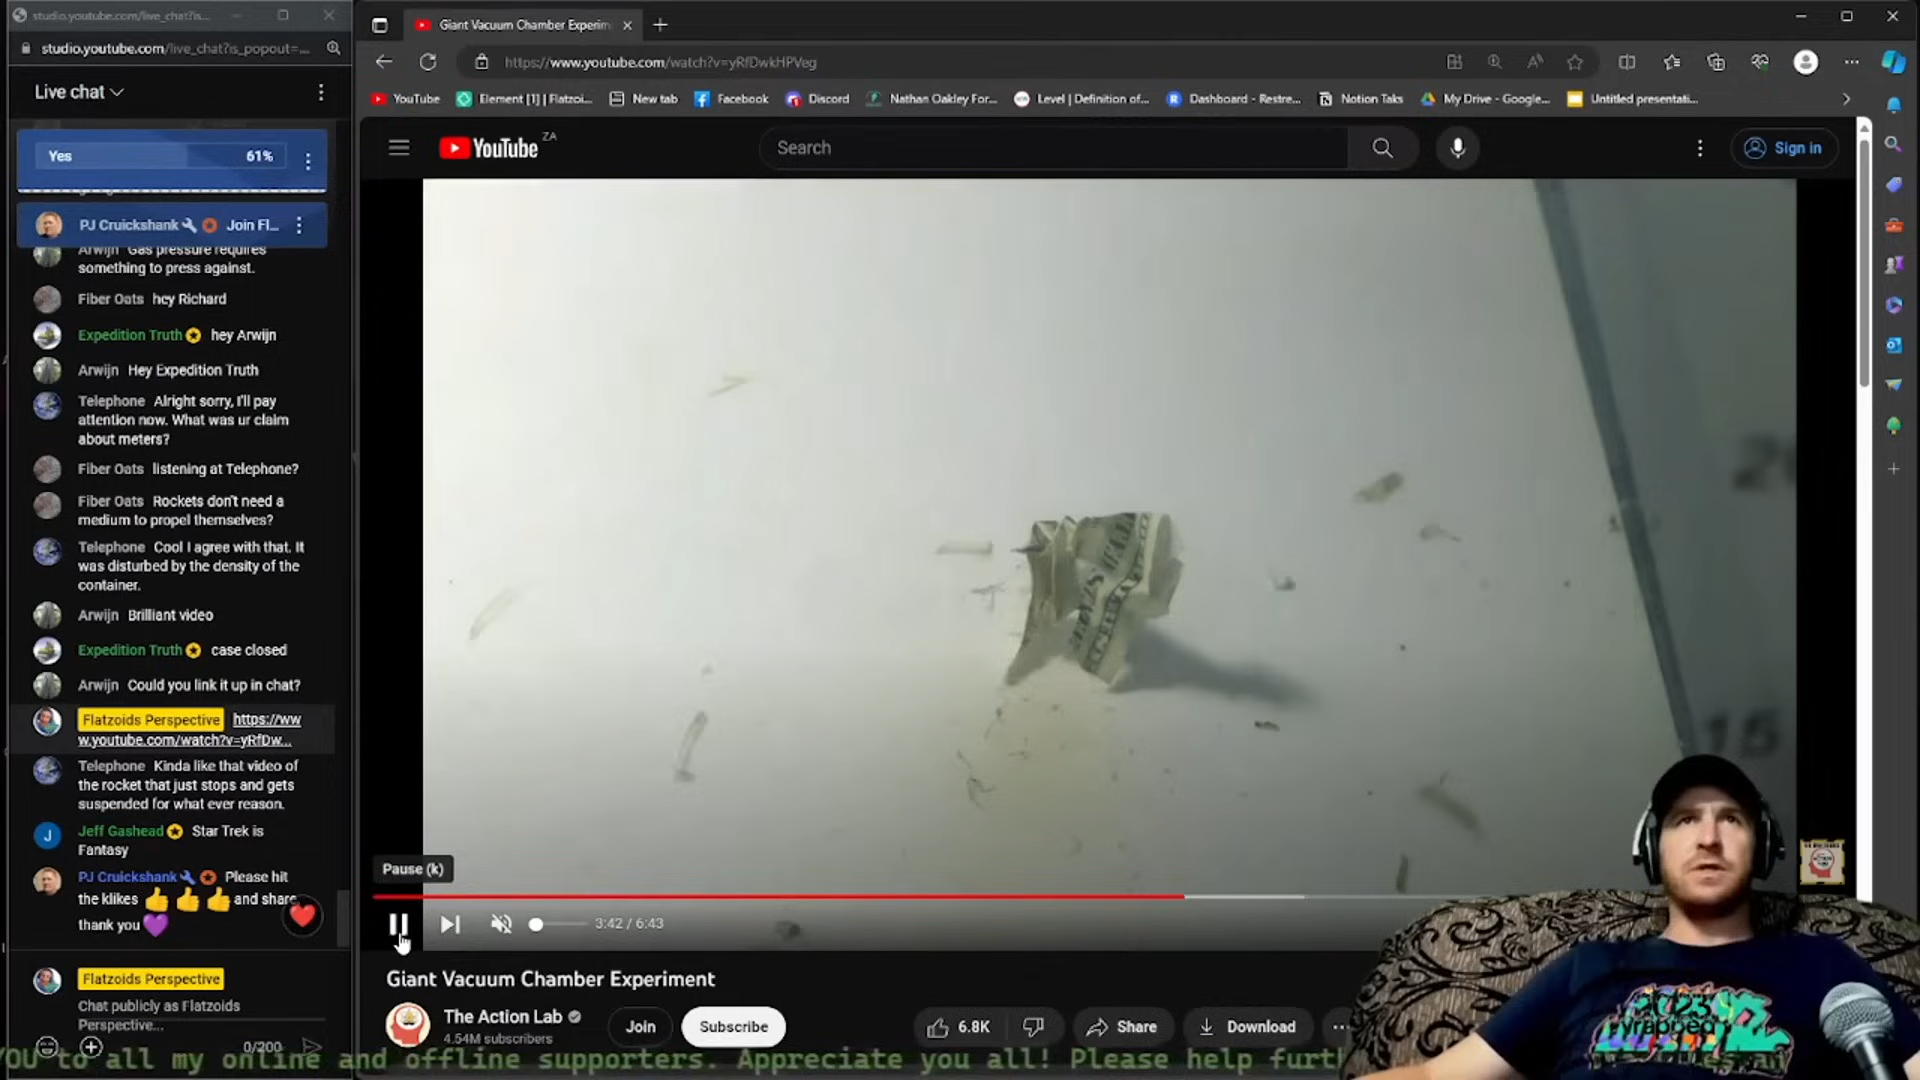 studio.youtube.com/live_chat?is...
studio.youtube.com/live_chat?is_popout=...
Live chat
Yes 61%
PJ Cruickshank Join Fl...
Arwijn Gas pressure requires
something to press against.
Fiber Oats hey Richard
Expedition Truth hey Arwijn
Arwijn Hey Expedition Truth
Telephone Alright sorry, I'll pay
attention now. What was ur claim
about meters?
Fiber Oats listening at Telephone?
Fiber Oats Rockets don't need a
medium to propel themselves?
Telephone Cool I agree with that. It
was disturbed by the density of the
container.
Arwijn Brilliant video
Expedition Truth case closed
Arwijn Could you link it up in chat?
Flatzoids Perspective https://ww
w.youtube.com/watch?v=yRfDw...
Telephone Kinda like that video of
the rocket that just stops and gets
suspended for what ever reason.
J Jeff Gashead Star Trek is
Fantasy
PJ Cruickshank Please hit
the klikes and share
thank you
Flatzoids Perspective
Chat publicly as Flatzoids
Perspective...
0/200
Giant Vacuum Chamber Experim
https://www.youtube.com/watch?v=yRfDwkHPVeg
YouTube Element [1] | Flatzoi... New tab Facebook Discord Nathan Oakley For... Level | Definition of... Dashboard - Restre... Notion Tasks My Drive - Google... Untitled presentati...
YouTube ZA Search Sign in
15
Pause (k)
3:42 / 6:43
Giant Vacuum Chamber Experiment
The Action Lab
4.54M subscribers
Join Subscribe 6.8K Share Download
YOU to all my online and offline supporters. Appreciate you all! Please help furt